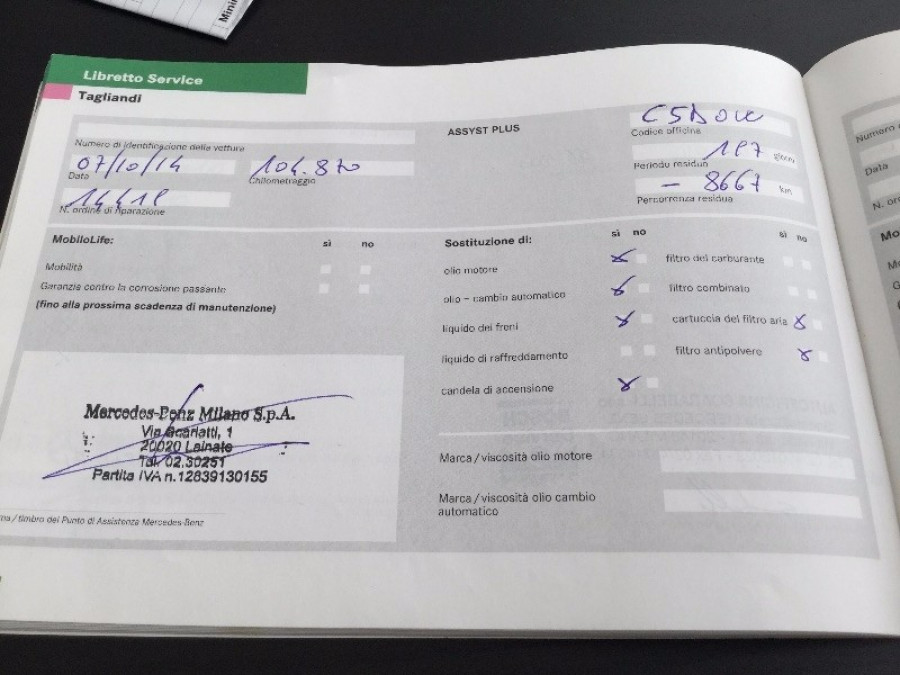 Libretto Service
Tagliandi
Numero di identificazione della vettura
07/10/14
Data
104.870
Chilometraggio
N. ordine di riparazione
ASSYST PLUS
Codice officina
Periodo residuo giorni
- 8667 km
Percorrenza residua
MobiloLife: sì no
Mobilità
Garanzia contro la corrosione passante
(fino alla prossima scadenza di manutenzione)
Sostituzione di: sì no
olio motore x
olio – cambio automatico x
liquido dei freni x
liquido di raffreddamento
candela di accensione x
sì no
filtro del carburante
filtro combinato
cartuccia del filtro aria x
filtro antipolvere x
Mercedes-Benz Milano S.p.A.
Via Scarlatti, 1
20020 Lainate
Tel. 02.30251
Partita IVA n.12839130155
/timbro del Punto di Assistenza Mercedes-Benz
Marca/viscosità olio motore
Marca/viscosità olio cambio
automatico
Numero
Data
N.